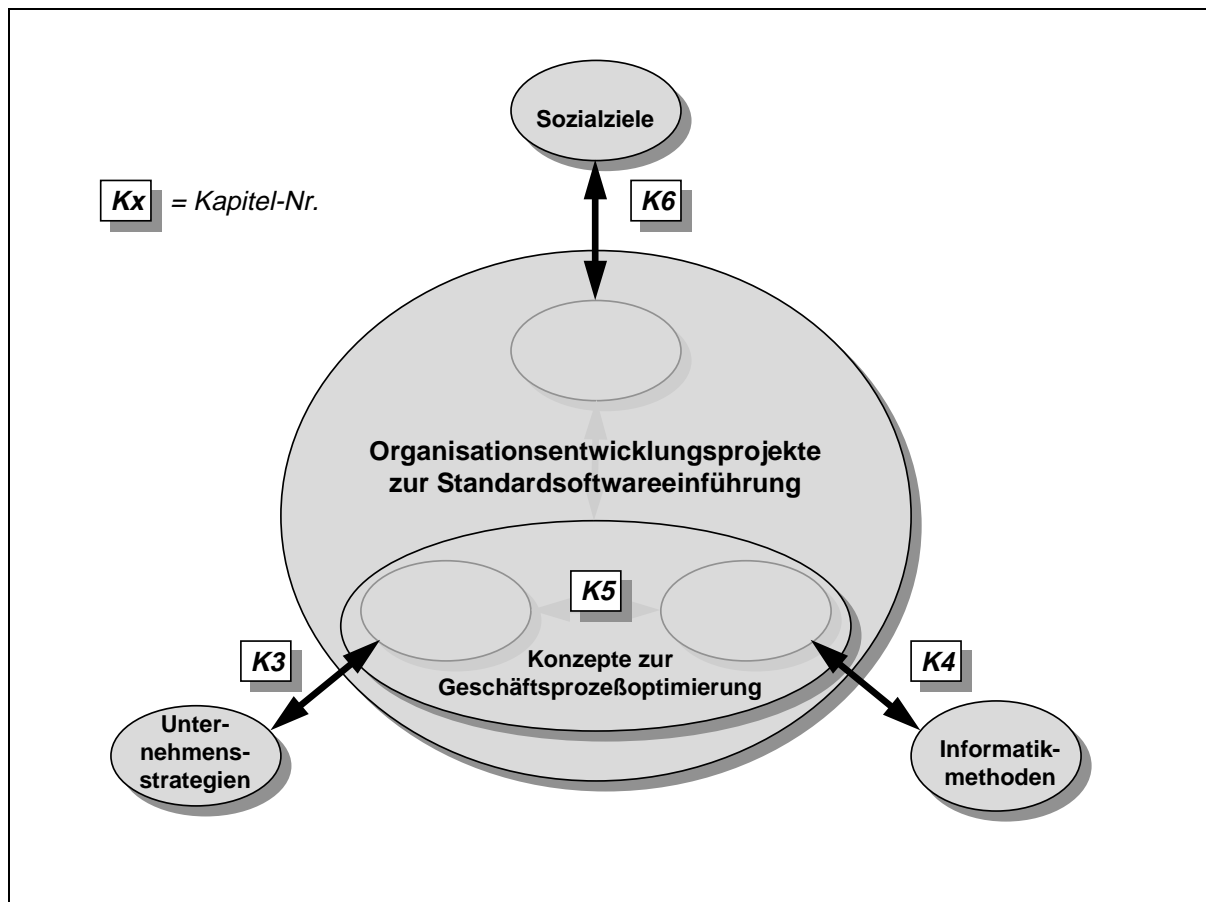 Sozialziele
Kx = Kapitel-Nr.
K6
Organisationsentwicklungsprojekte
zur Standardsoftwareeinführung
K5
K3
Konzepte zur
Geschäftsprozeßoptimierung
K4
Unter-
nehmens-
strategien
Informatik-
methoden